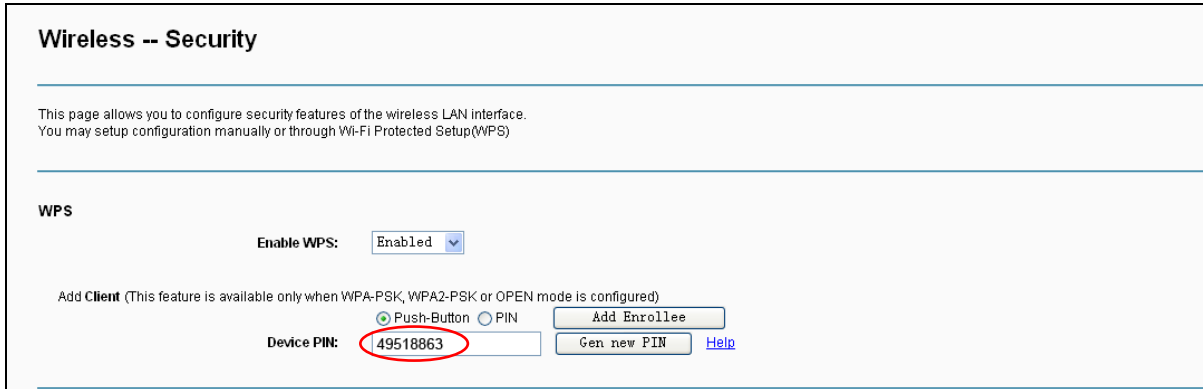 Wireless -- Security
This page allows you to configure security features of the wireless LAN interface.
You may setup configuration manually or through Wi-Fi Protected Setup(WPS)
WPS
Enable WPS: Enabled
Add Client (This feature is available only when WPA-PSK, WPA2-PSK or OPEN mode is configured)
Push-Button PIN Add Enrollee
Device PIN: 49518863 Gen new PIN Help